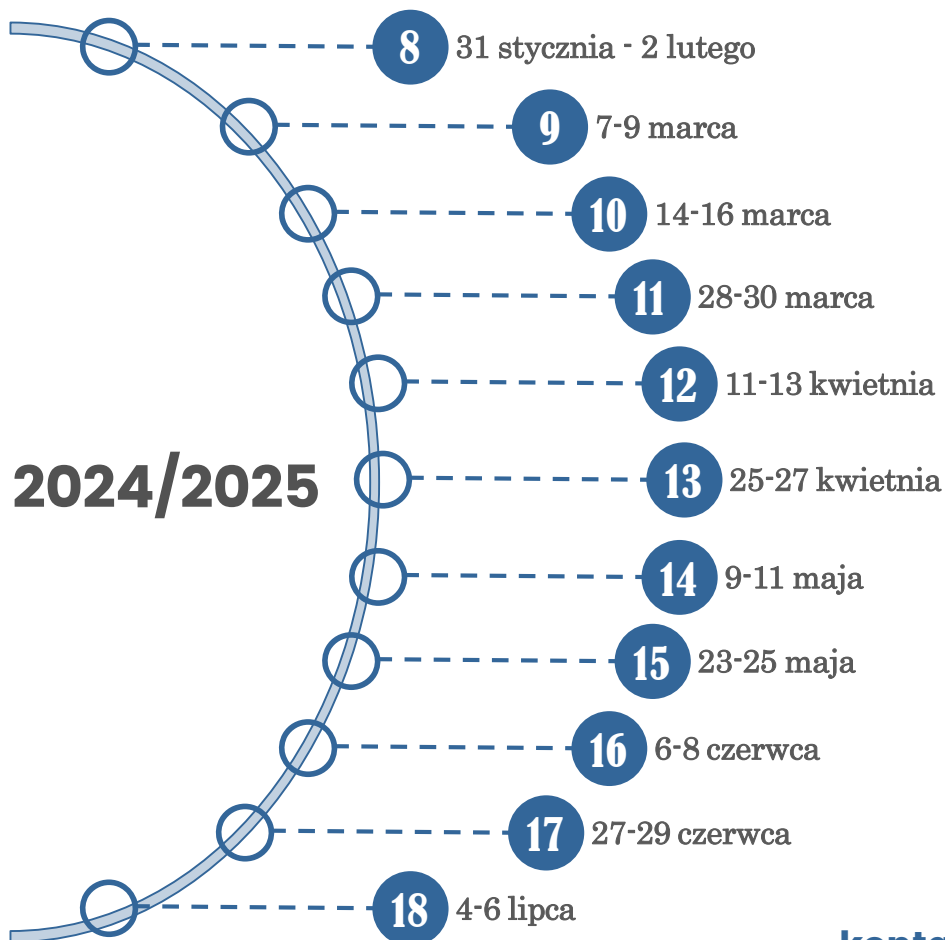 8 31 stycznia - 2 lutego
9 7-9 marca
10 14-16 marca
11 28-30 marca
12 11-13 kwietnia
2024/2025
13 25-27 kwietnia
14 9-11 maja
15 23-25 maja
16 6-8 czerwca
17 27-29 czerwca
18 4-6 lipca